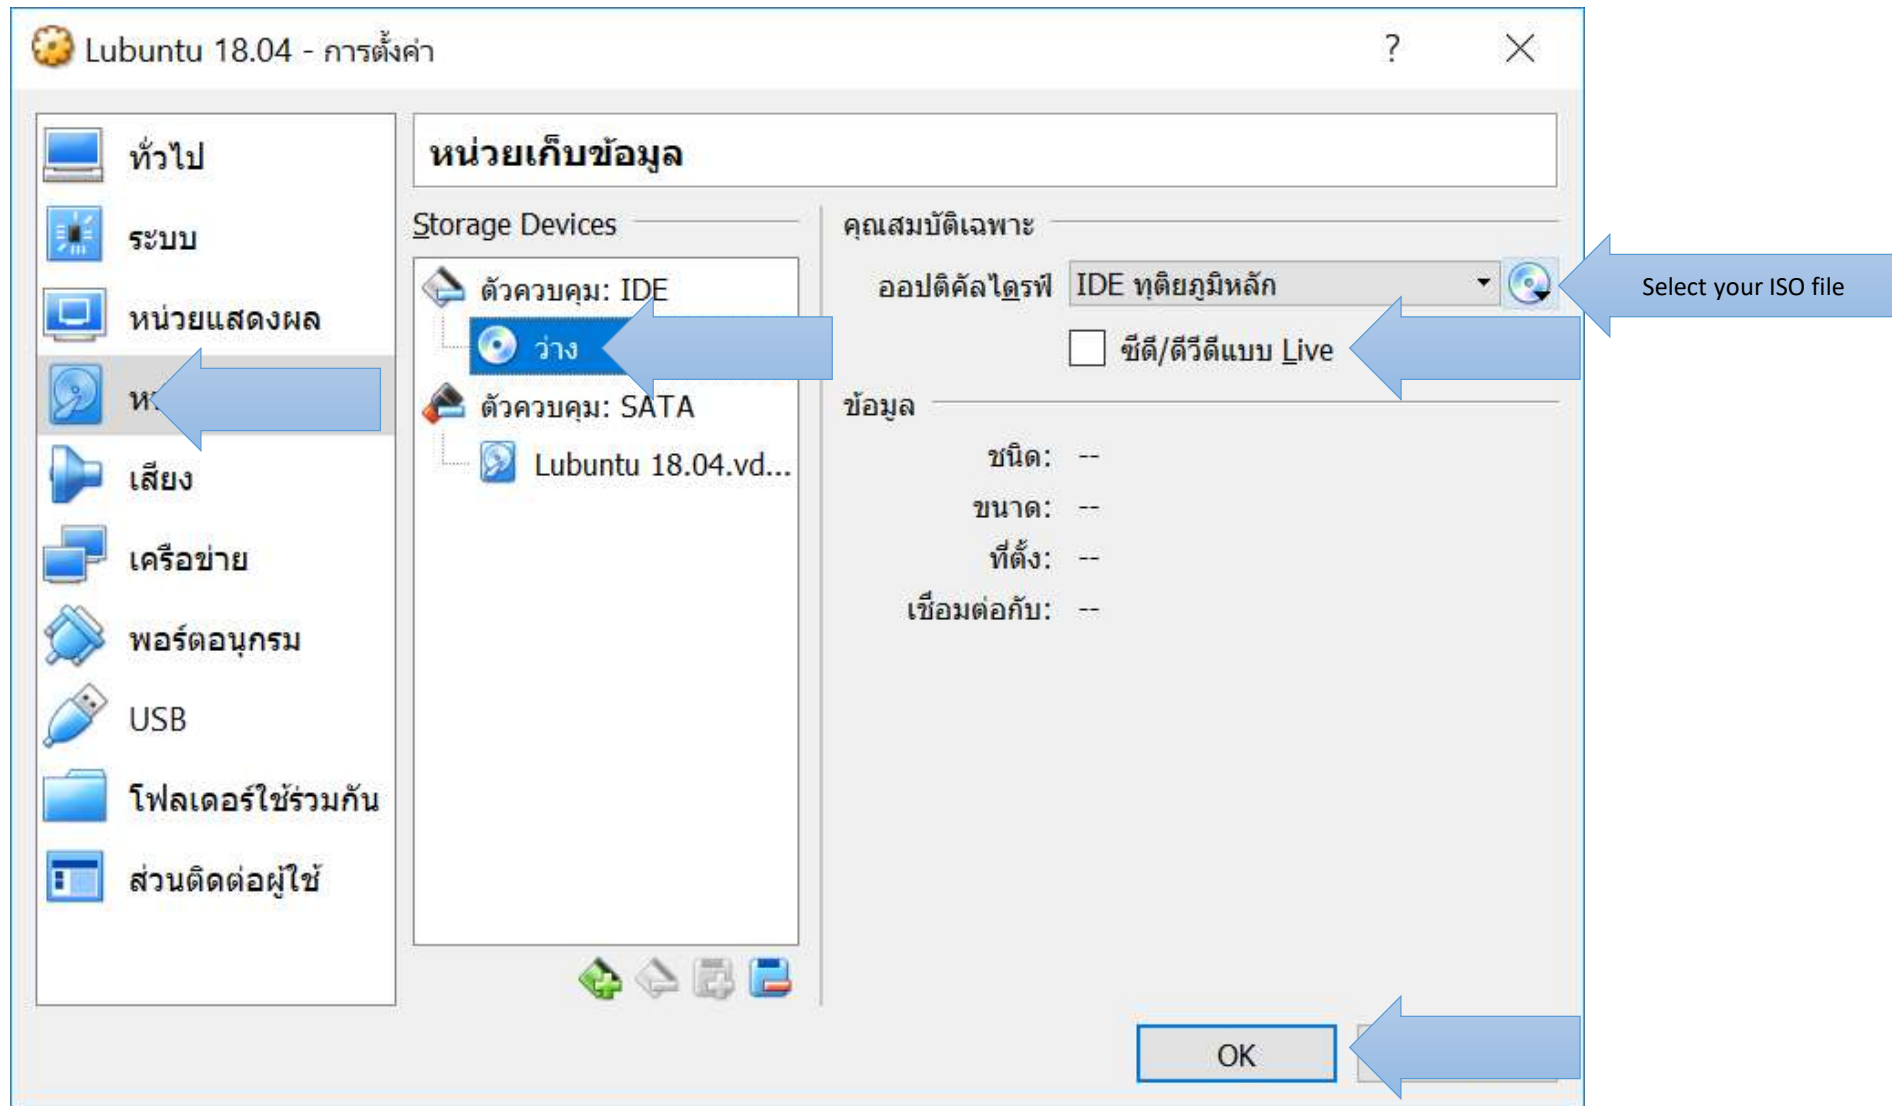 Lubuntu 18.04 - การตั้งค่า
?
ทั่วไป
ระบบ
หน่วยแสดงผล
เสียง
เครือข่าย
พอร์ตอนุกรม
USB
โฟลเดอร์ใช้ร่วมกัน
ส่วนติดต่อผู้ใช้
หน่วยเก็บข้อมูล
Storage Devices
ตัวควบคุม: IDE
ว่าง
ตัวควบคุม: SATA
Lubuntu 18.04.vd...
คุณสมบัติเฉพาะ
ออปติคัลไดรฟ์ IDE ทุติยภูมิหลัก
ซีดี/ดีวีดีแบบ Live
ข้อมูล
ชนิด: --
ขนาด: --
ที่ตั้ง: --
เชื่อมต่อกับ: --
OK
Select your ISO file